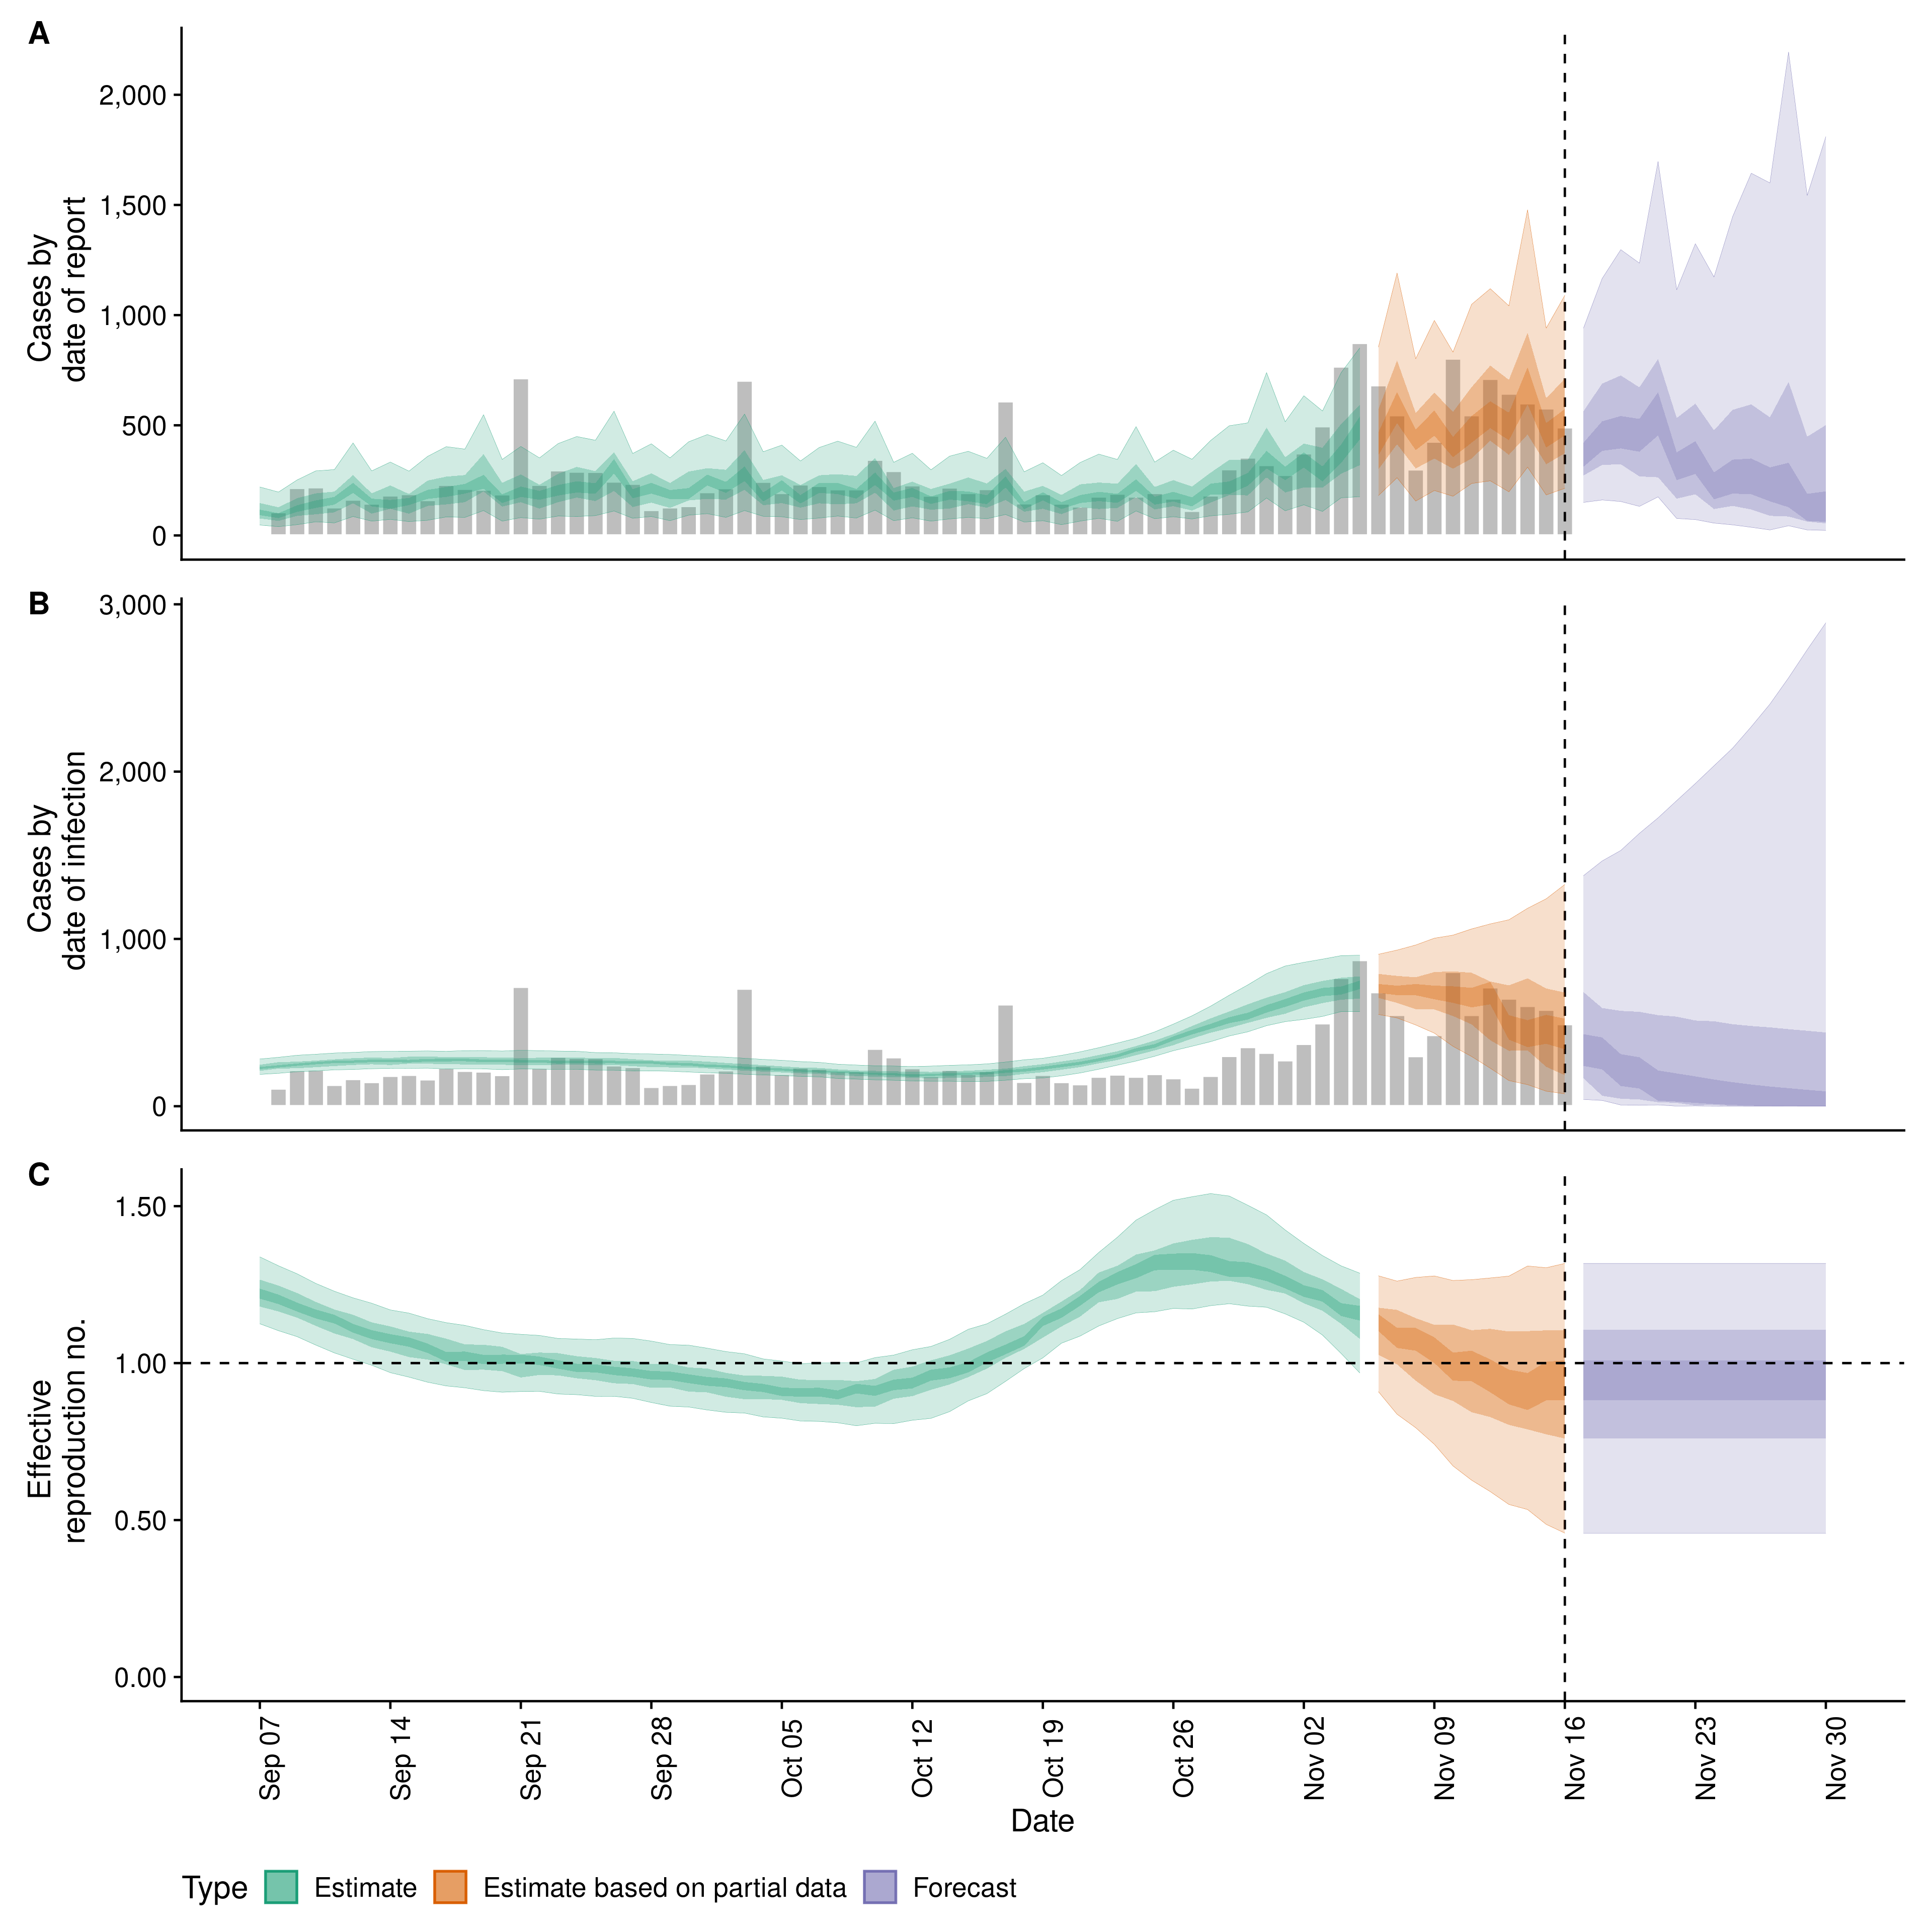 A
2,000
1,500
1,000
500
0
Cases by
date of report
B
3,000
2,000
1,000
0
Cases by
date of infection
C
1.50
1.00
0.50
0.00
Effective
reproduction no.
Sep 07
Sep 14
Sep 21
Sep 28
Oct 05
Oct 12
Oct 19
Oct 26
Nov 02
Nov 09
Nov 16
Nov 23
Nov 30
Date
Type Estimate Estimate based on partial data Forecast